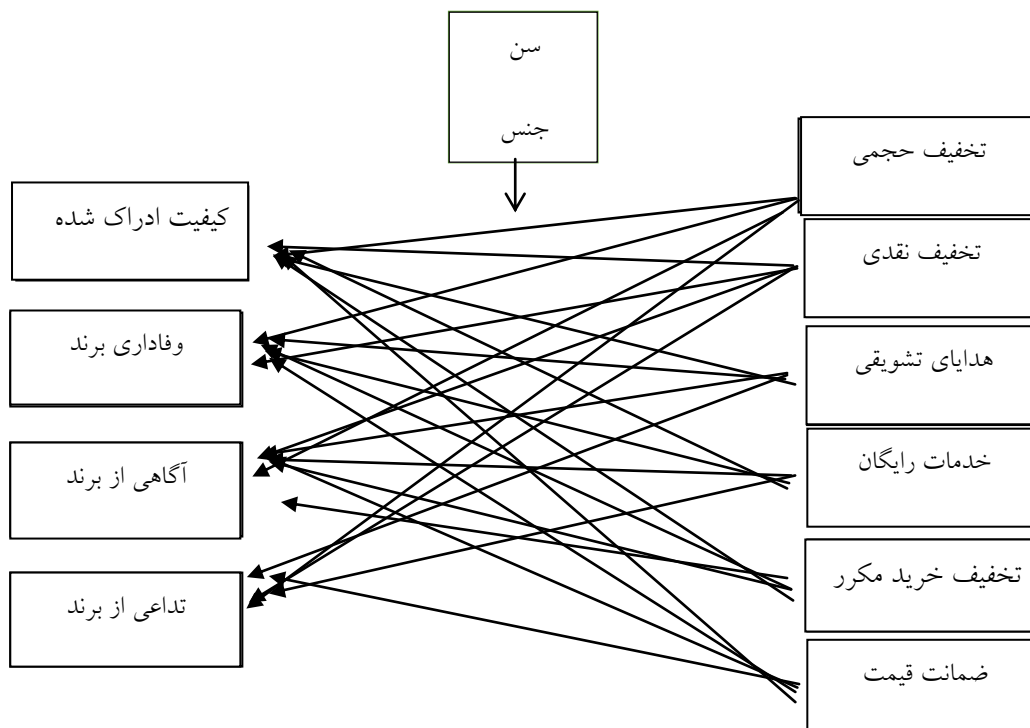 سن
جنس
تخفیف حجمی
تخفیف نقدی
هدایای تشویقی
خدمات رایگان
تخفیف خرید مکرر
ضمانت قیمت
کیفیت ادراک شده
وفاداری برند
آگاهی از برند
تداعی از برند